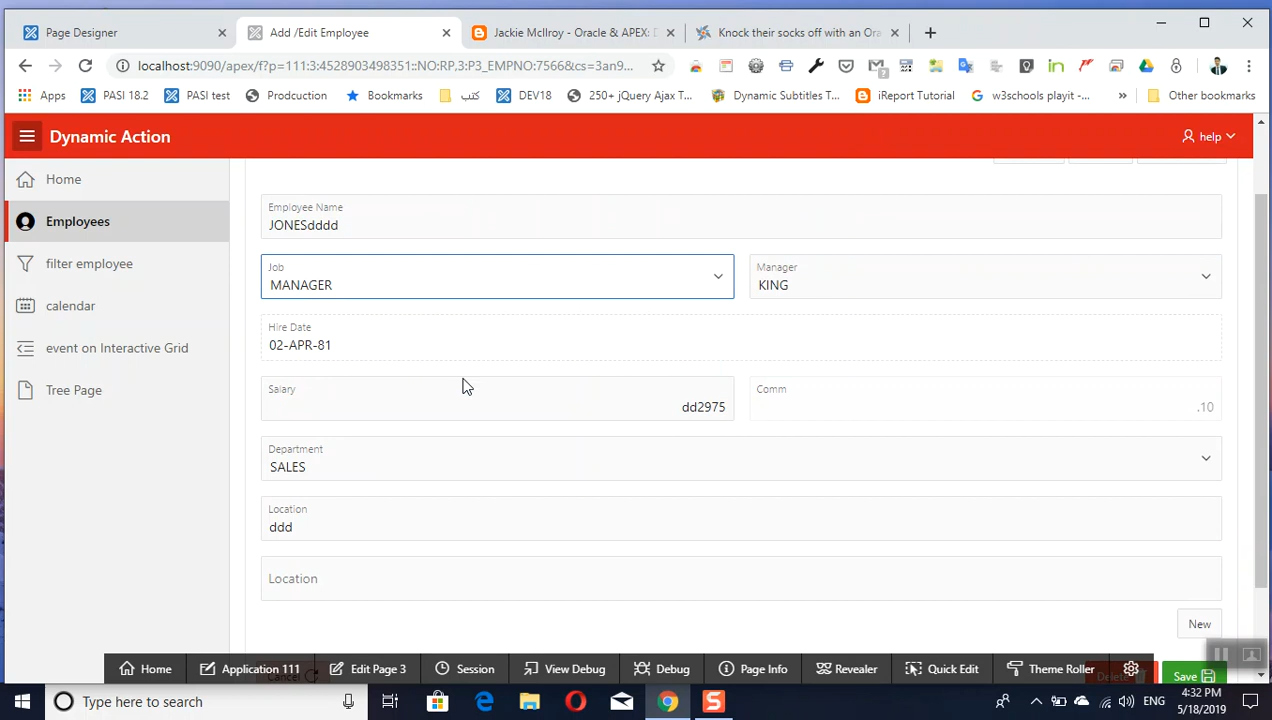 Page Designer
Add /Edit Employee
Jackie McIlroy - Oracle & APEX: D
Knock their socks off with an Ora
localhost:9090/apex/f?p=111:3:4528903498351::NO:RP,3:P3_EMPNO:7566&cs=3an9...
Apps
PASI 18.2
PASI test
Prodcuction
Bookmarks
كتب
DEV18
250+ jQuery Ajax T...
Dynamic Subtitles T...
iReport Tutorial
w3schools playit -...
»
Other bookmarks
Dynamic Action
help
Home
Employees
filter employee
calendar
event on Interactive Grid
Tree Page
Employee Name
JONESdddd
Job
MANAGER
Manager
KING
Hire Date
02-APR-81
Salary
dd2975
Comm
.10
Department
SALES
Location
ddd
Location
New
Cancel
Delete
Save
Home
Application 111
Edit Page 3
Session
View Debug
Debug
Page Info
Revealer
Quick Edit
Theme Roller
Type here to search
ENG
4:32 PM
5/18/2019